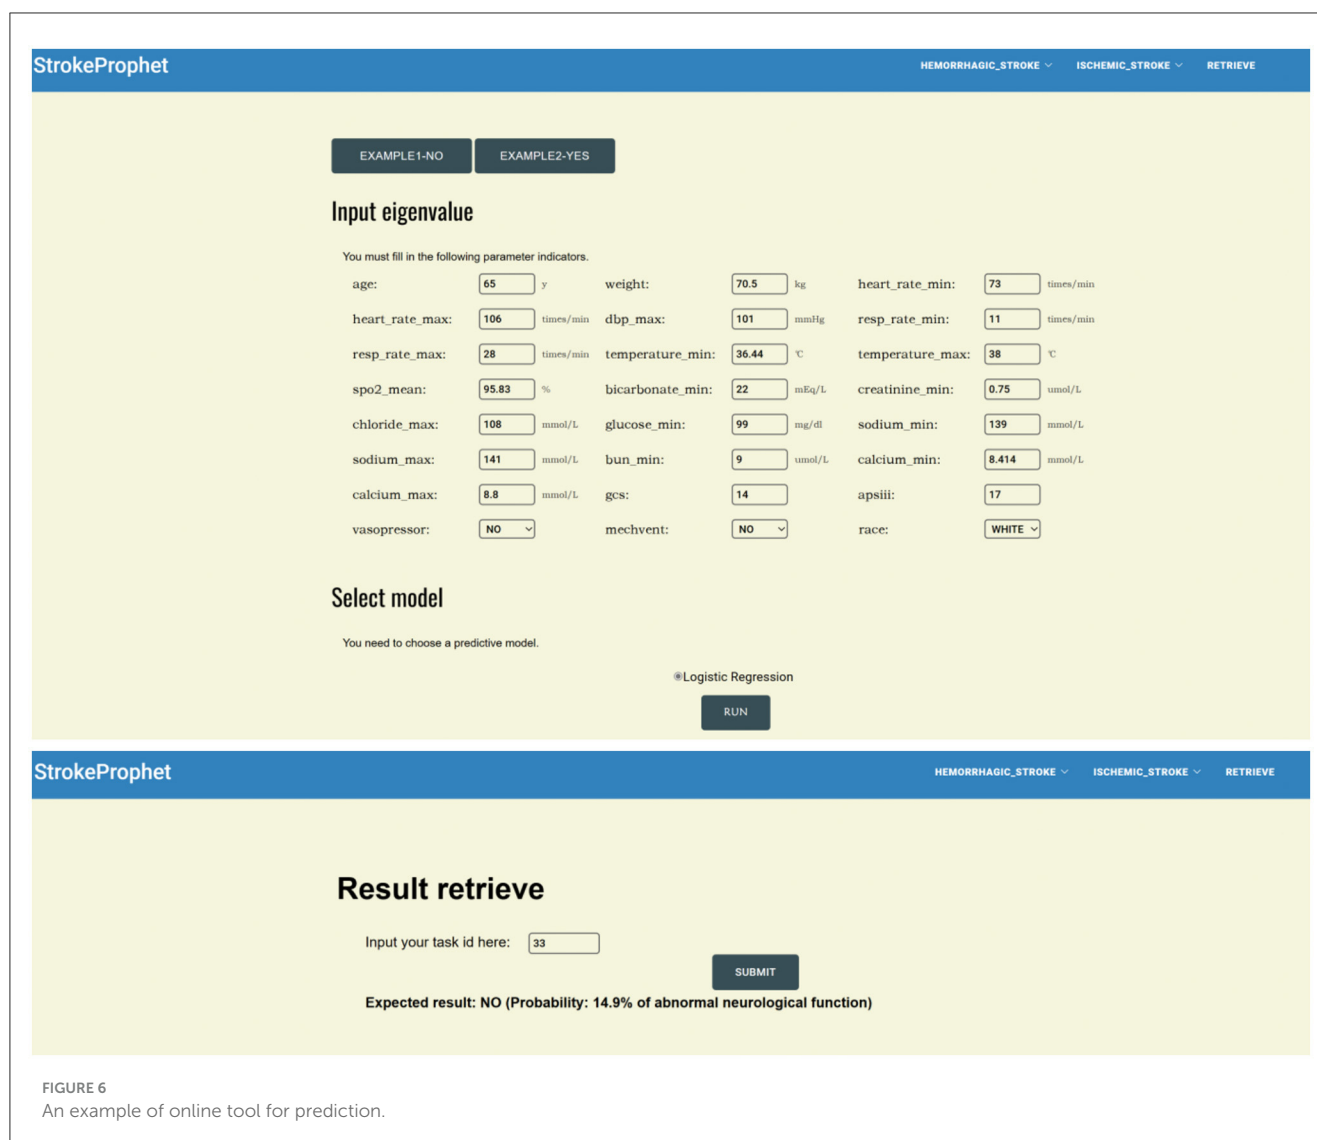 StrokeProphet HEMORRHAGIC_STROKE ISCHEMIC_STROKE RETRIEVE
EXAMPLE1-NO EXAMPLE2-YES
Input eigenvalue
You must fill in the following parameter indicators.
age: 65 y weight: 70.5 kg heart_rate_min: 73 times/min
heart_rate_max: 106 times/min dbp_max: 101 mmHg resp_rate_min: 11 times/min
resp_rate_max: 28 times/min temperature_min: 36.44 ℃ temperature_max: 38 ℃
spo2_mean: 95.83 % bicarbonate_min: 22 mEq/L creatinine_min: 0.75 umol/L
chloride_max: 108 mmol/L glucose_min: 99 mg/dl sodium_min: 139 mmol/L
sodium_max: 141 mmol/L bun_min: 9 umol/L calcium_min: 8.414 mmol/L
calcium_max: 8.8 mmol/L gcs: 14 apsiii: 17
vasopressor: NO mechvent: NO race: WHITE
Select model
You need to choose a predictive model.
Logistic Regression
RUN
StrokeProphet HEMORRHAGIC_STROKE ISCHEMIC_STROKE RETRIEVE
Result retrieve
Input your task id here: 33
SUBMIT
Expected result: NO (Probability: 14.9% of abnormal neurological function)
FIGURE 6
An example of online tool for prediction.